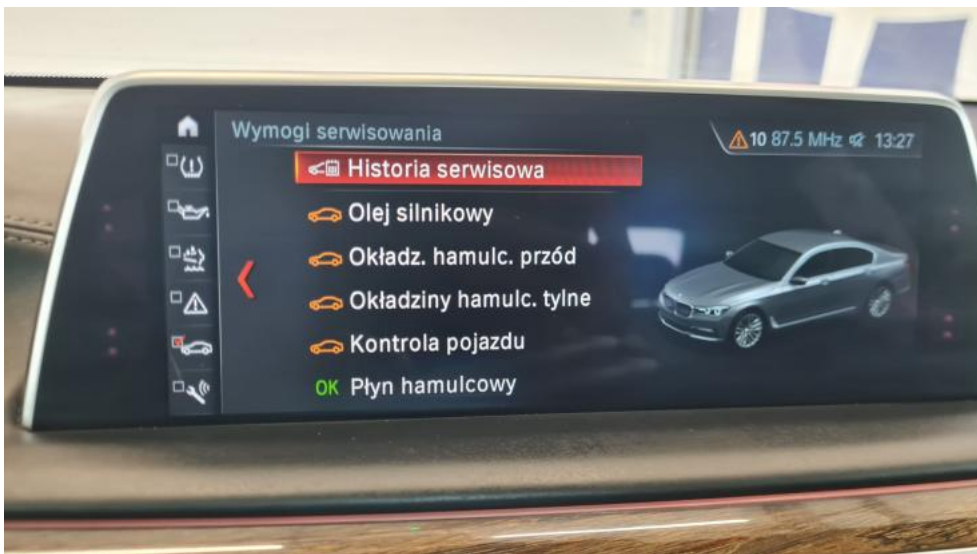 Wymogi serwisowania
10 87.5 MHz 13:27
Historia serwisowa
Olej silnikowy
Okładz. hamulc. przód
Okładziny hamulc. tylne
Kontrola pojazdu
OK Płyn hamulcowy